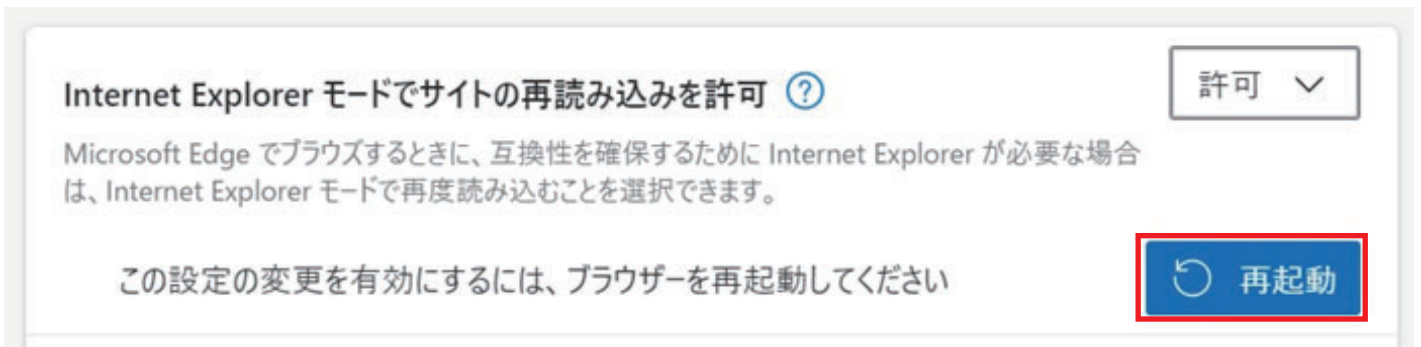 Internet Explorer モードでサイトの再読み込みを許可 ?
許可
Microsoft Edge でブラウズするときに、互換性を確保するために Internet Explorer が必要な場合
は、Internet Explorer モードで再度読み込むことを選択できます。
この設定の変更を有効にするには、ブラウザーを再起動してください
再起動